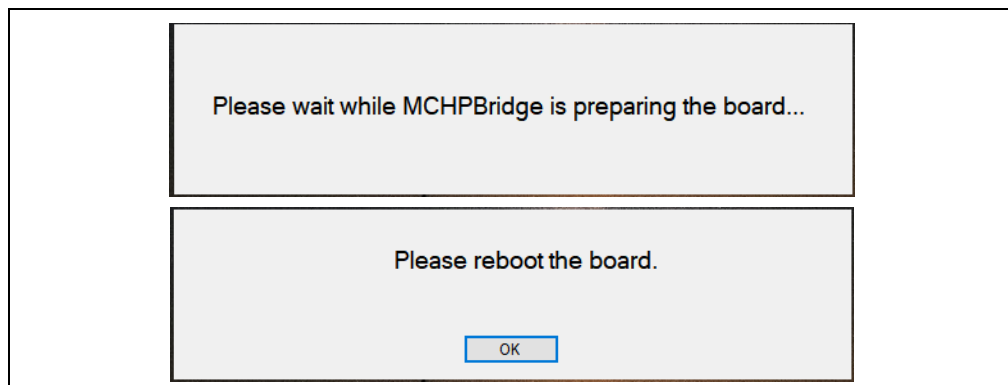 Please wait while MCHPBridge is preparing the board...
Please reboot the board.
OK